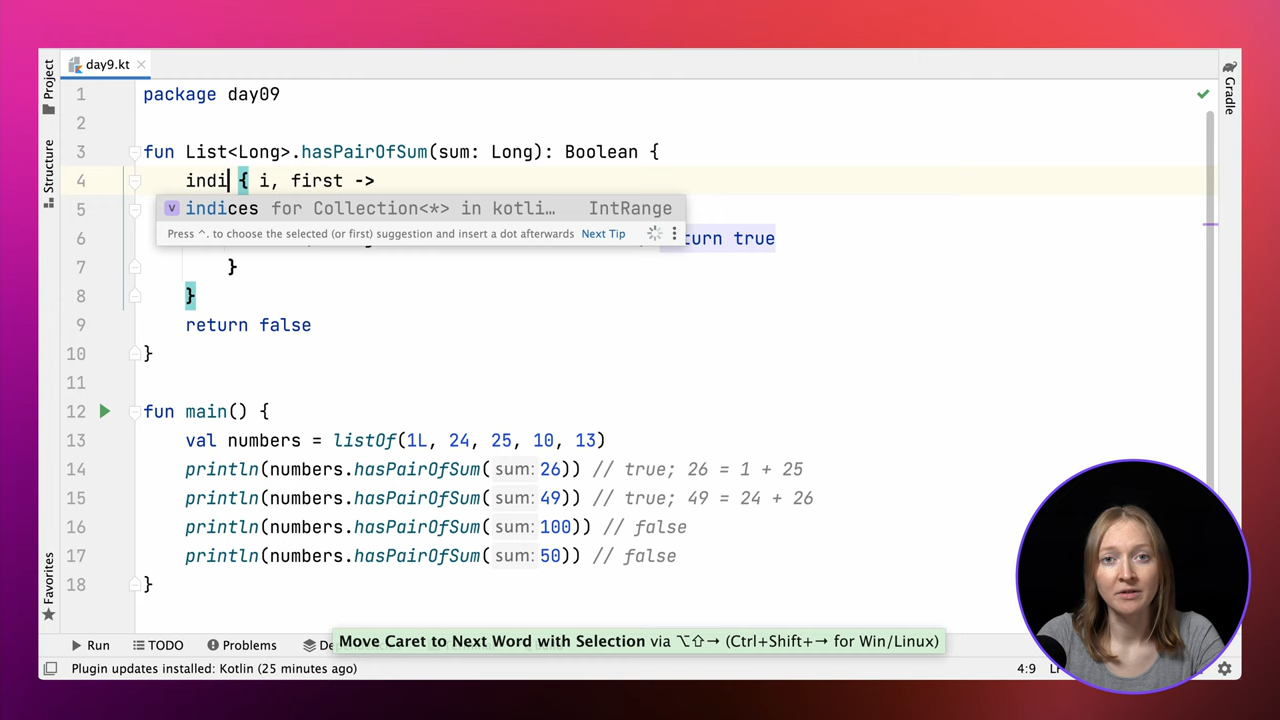 Project
Structure
Favorites
day9.kt
Gradle
1 package day09
2
3 fun List<Long>.hasPairOfSum(sum: Long): Boolean {
4 indi { i, first ->
indices for Collection<*> in kotli… IntRange
Press ^. to choose the selected (or first) suggestion and insert a dot afterwards Next Tip
5
6 turn true
7 }
8 }
9 return false
10 }
11
12 fun main() {
13 val numbers = listOf(1L, 24, 25, 10, 13)
14 println(numbers.hasPairOfSum( sum: 26)) // true; 26 = 1 + 25
15 println(numbers.hasPairOfSum( sum: 49)) // true; 49 = 24 + 26
16 println(numbers.hasPairOfSum( sum: 100)) // false
17 println(numbers.hasPairOfSum( sum: 50)) // false
18 }
Run TODO Problems
Move Caret to Next Word with Selection via ⌥⇧→ (Ctrl+Shift+→ for Win/Linux)
Plugin updates installed: Kotlin (25 minutes ago) 4:9